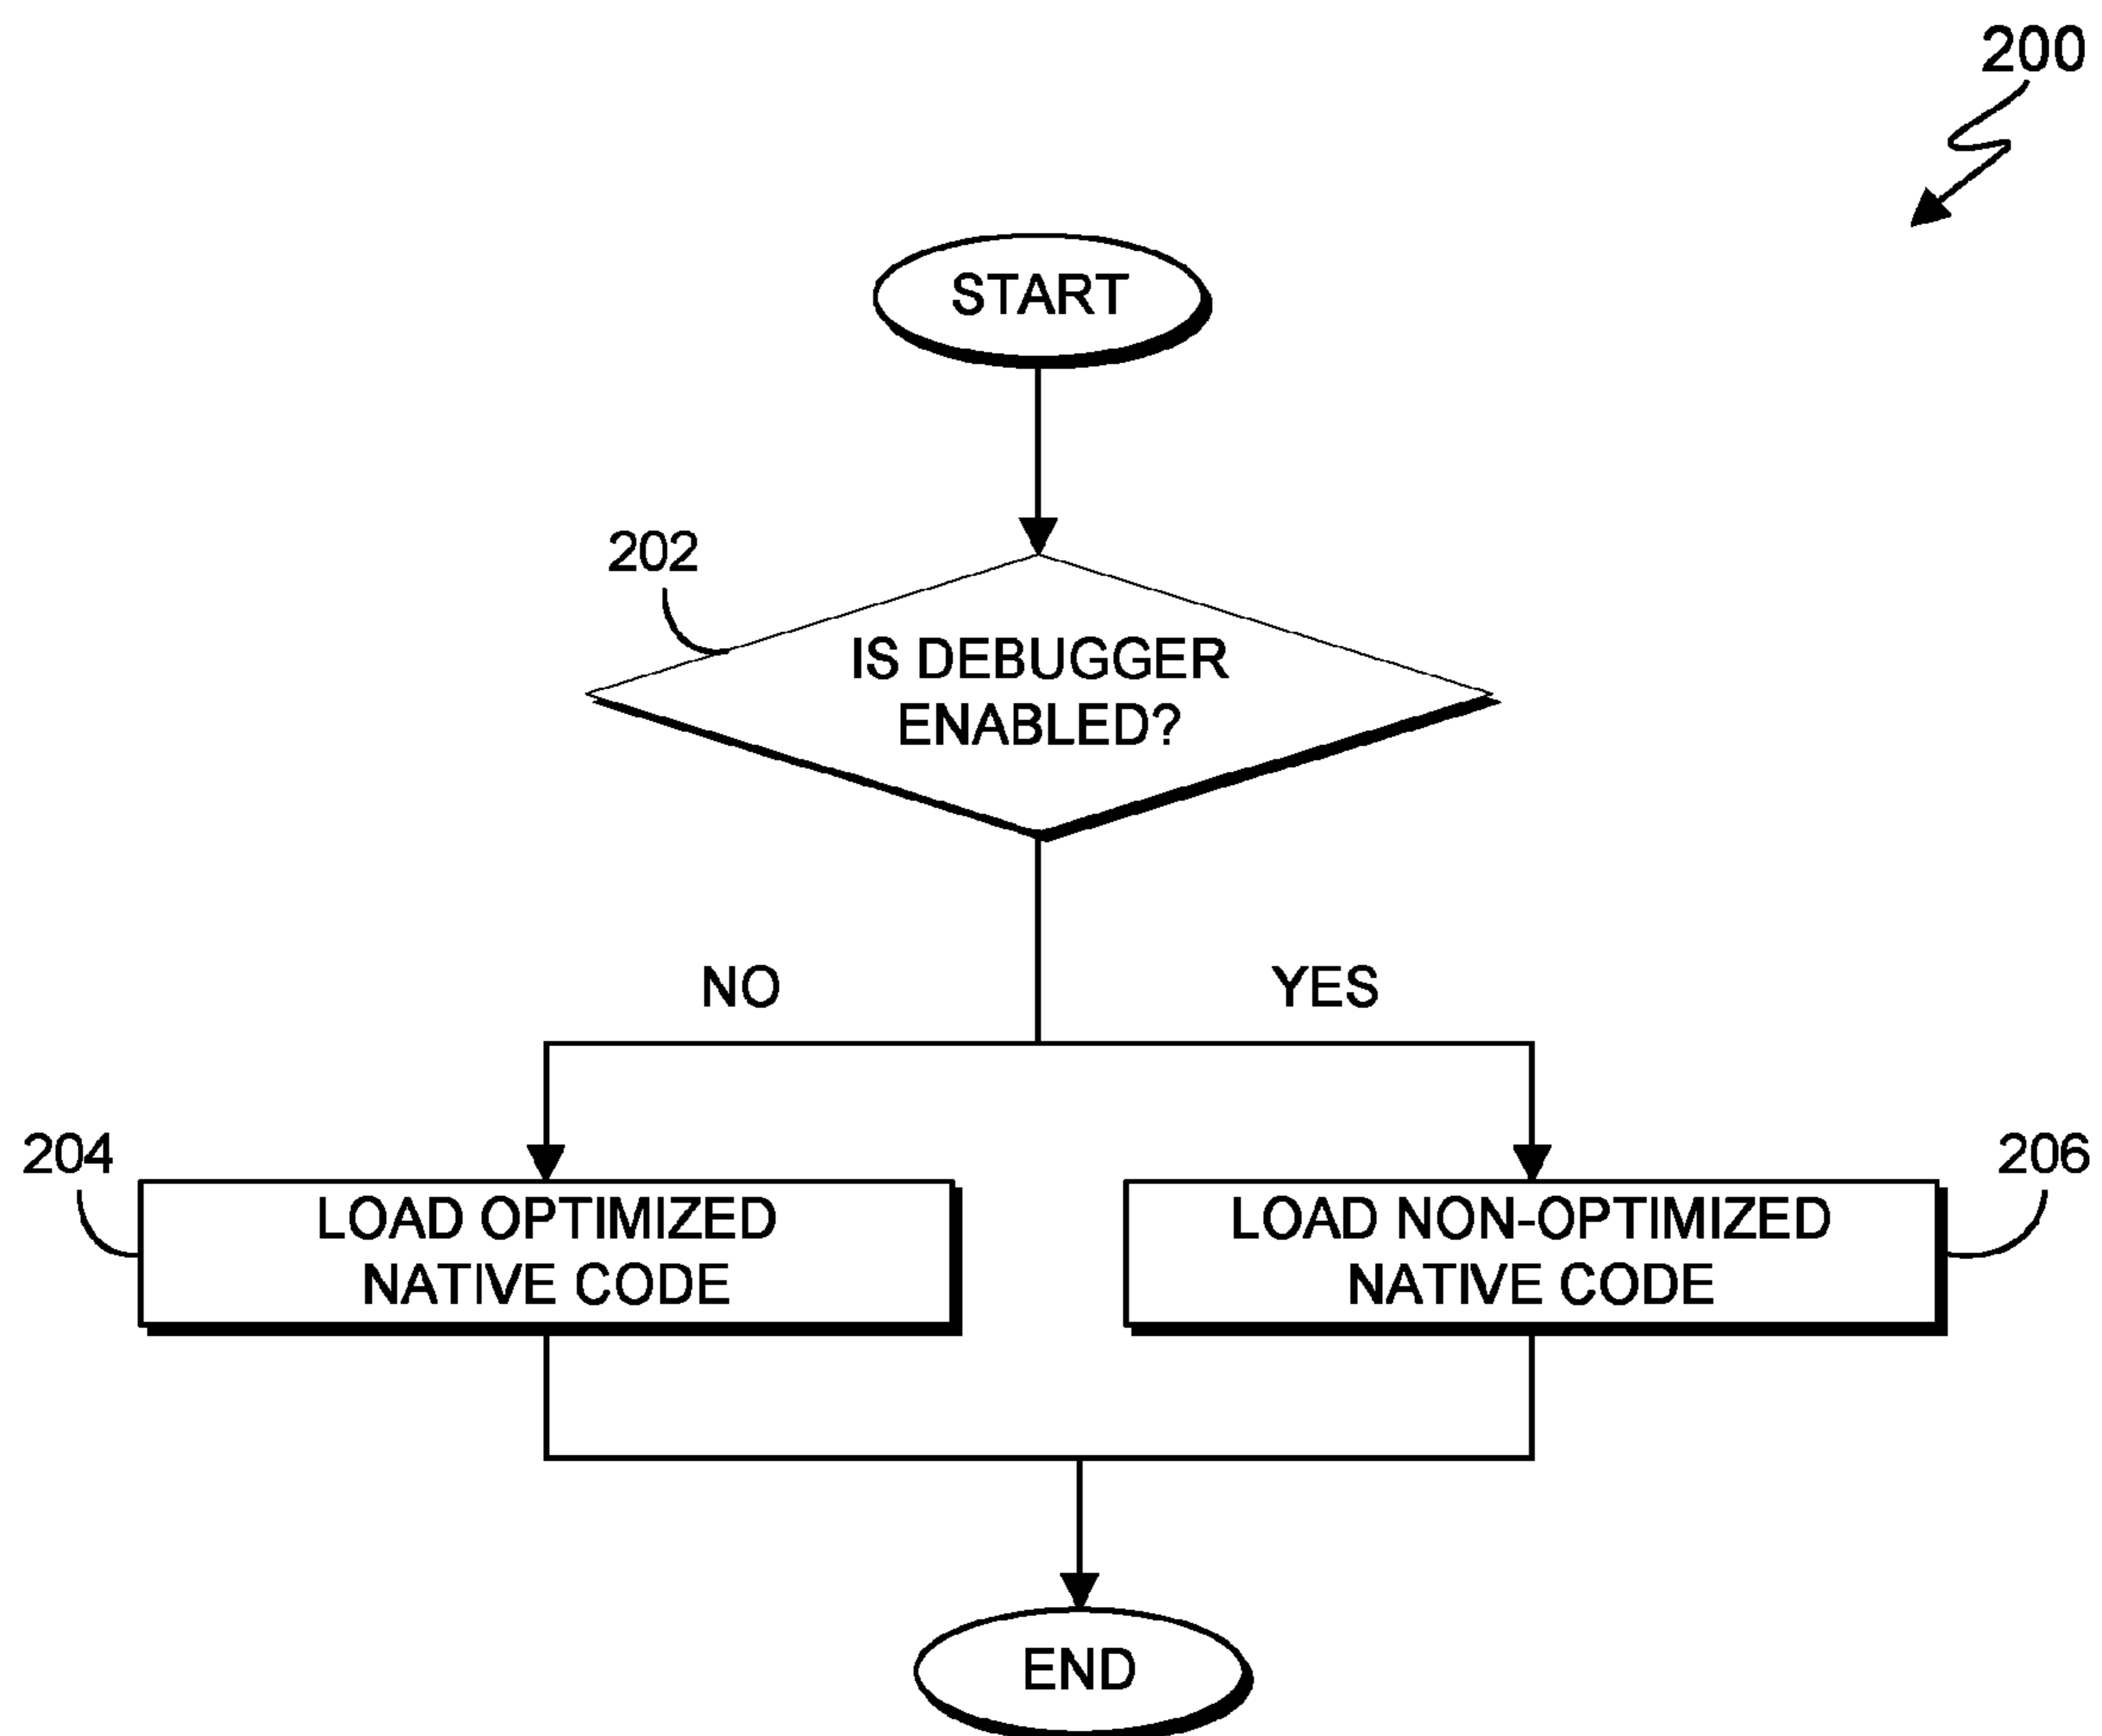 200
START
202
IS DEBUGGER
ENABLED?
NO
YES
204
LOAD OPTIMIZED
NATIVE CODE
LOAD NON-OPTIMIZED
NATIVE CODE
206
END